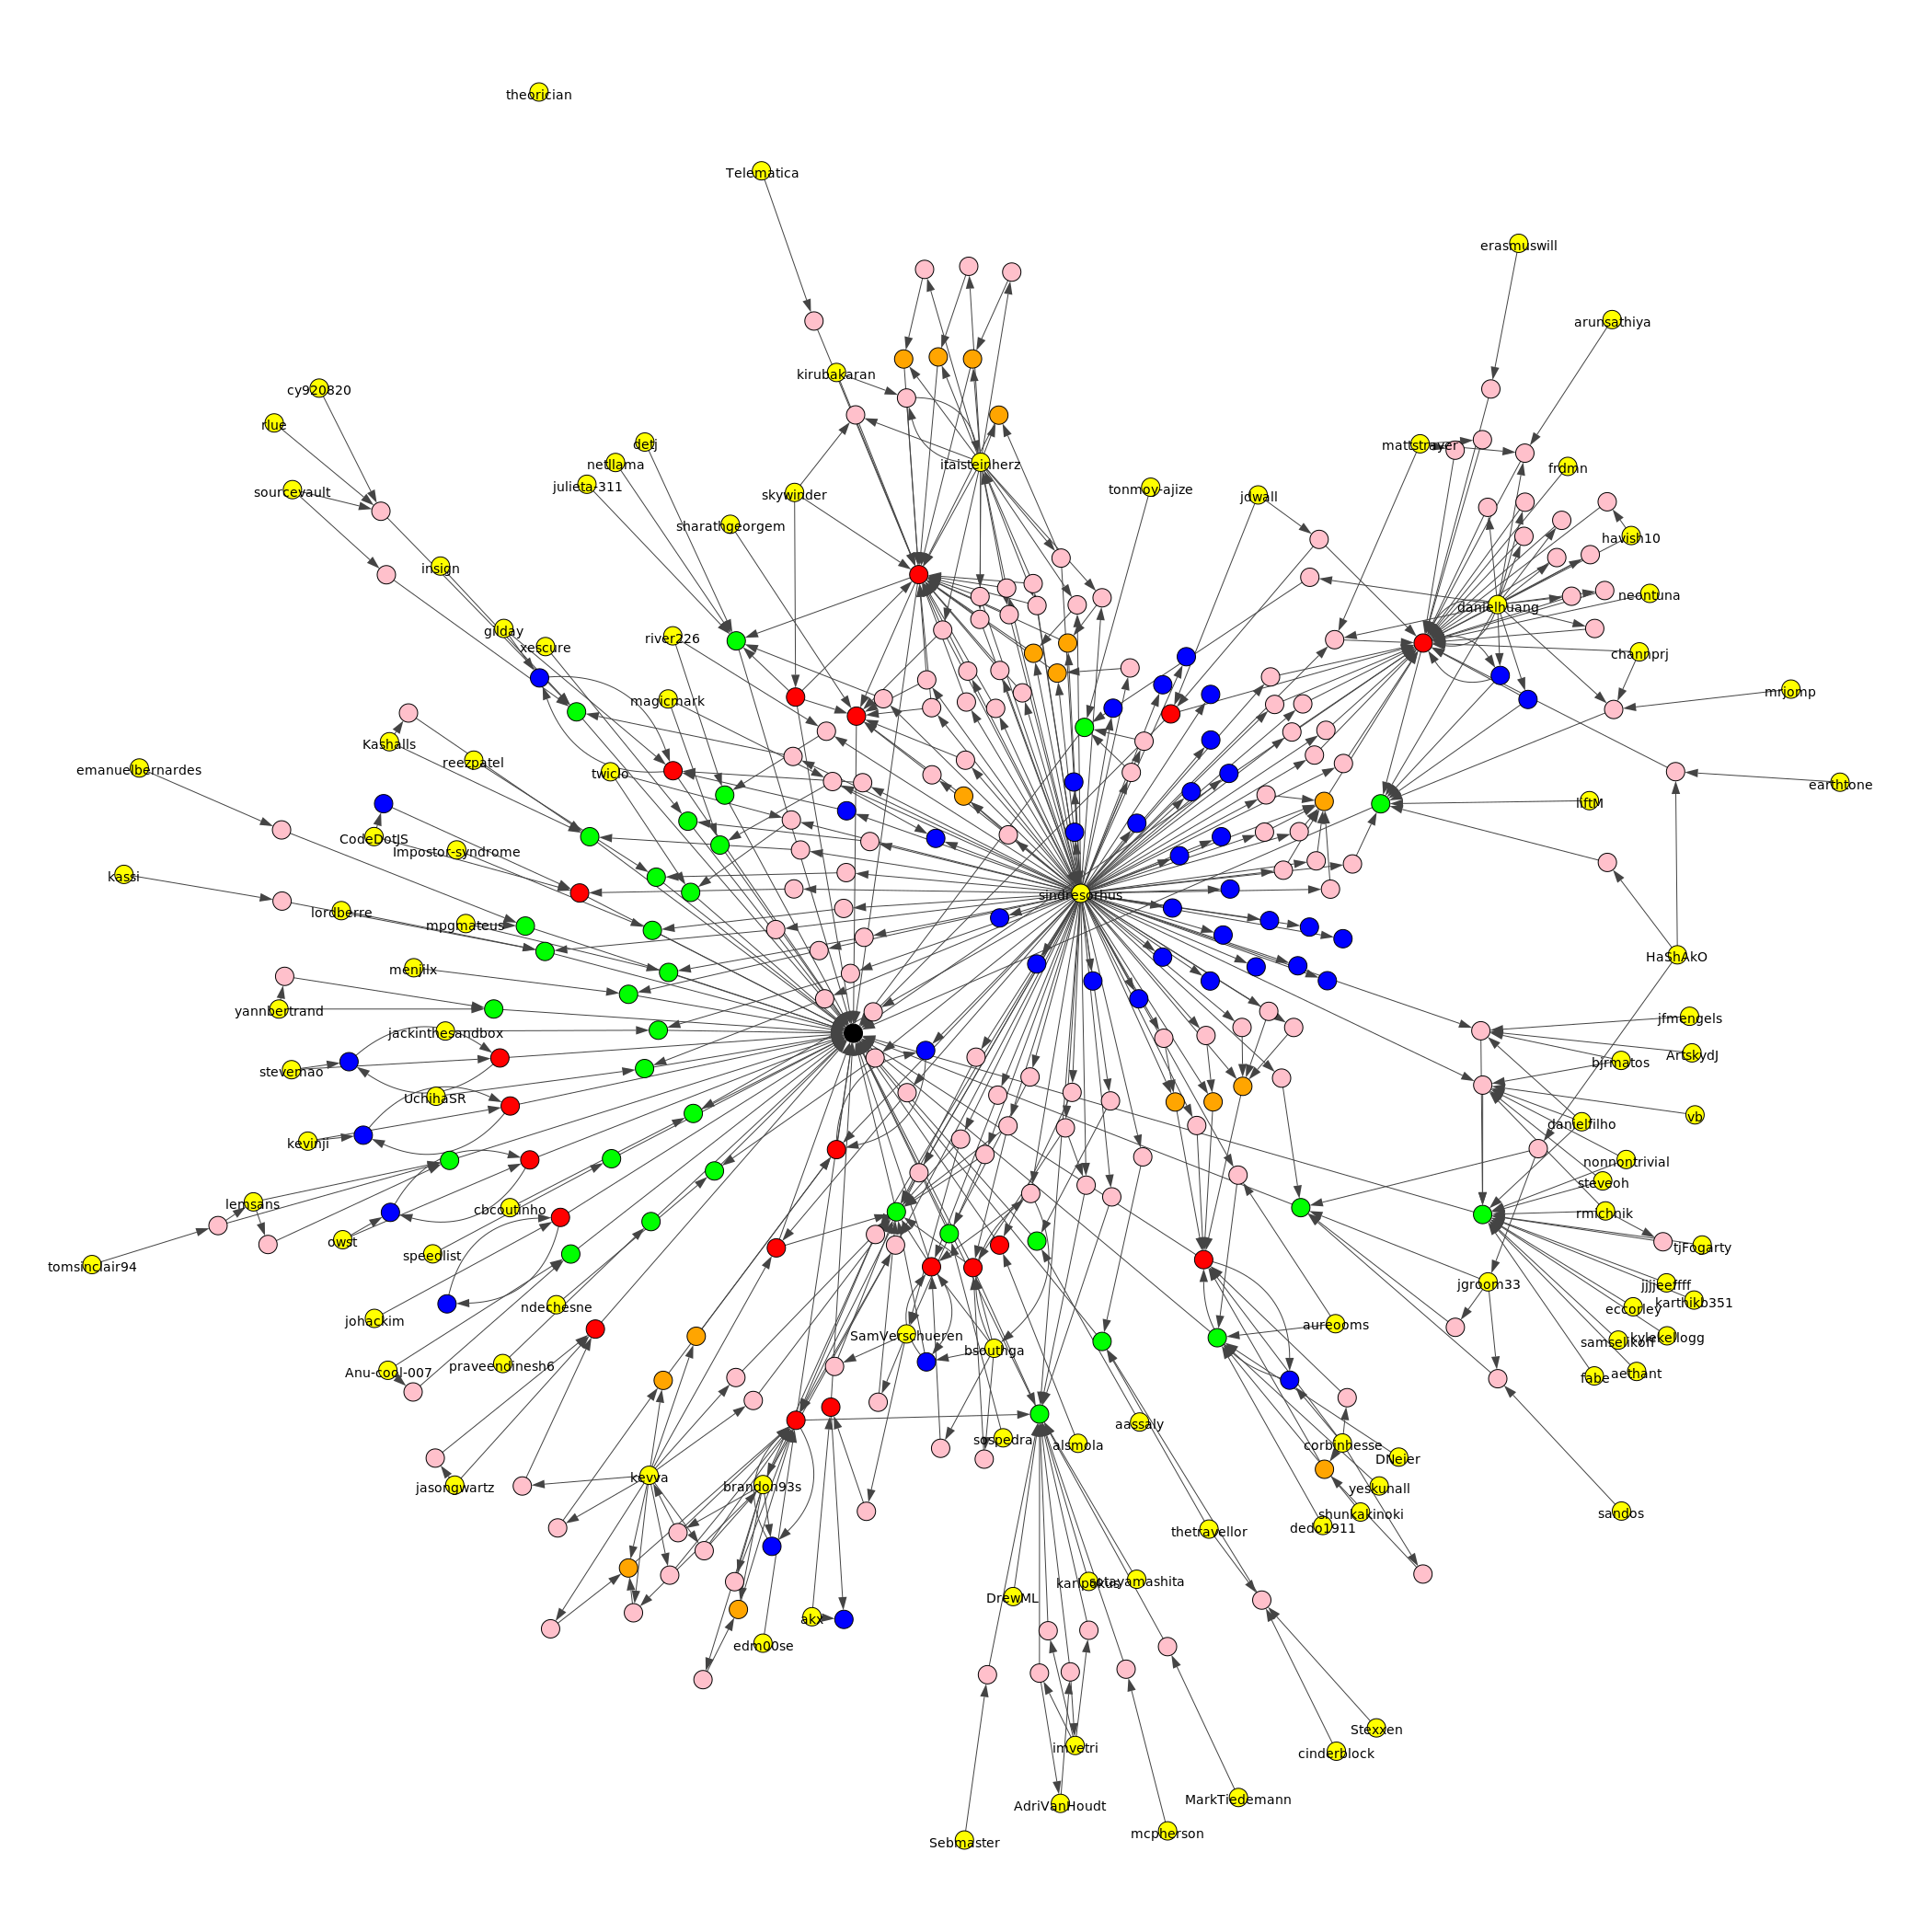 theorician
Telematica
erasmuswill
arunsathiya
kirubakaran
cy920820
rlue
detj
mattstrayer
netllama
italsteinherz
frdmn
julieta-311
sourcevault
skywinder
tonmoy-ajize
jdwall
sharathgeorgem
havish10
insign
neontuna
danielhuang
gilday
river226
xescure
channprj
mrjomp
magicmark
Kashalls
reezpatel
emanuelbernardes
twiclo
earthtone
liftM
CodeDotJS
Impostor-syndrome
kassi
sindresorhus
lordberre
mpgmateus
HaShAkO
menjllx
yannbertrand
jfmengels
jackinthesandbox
ArtskydJ
bjrmatos
stevemao
UchihaSR
vb
danielfilho
kevinji
nonnontrivial
steveoh
lemsans
cbcoutinho
rmichnik
owst
tjFogarty
speedlist
tomsinclair94
jgroom33
jjjjeeffff
karthikb351
ndechesne
eccorley
johackim
aureooms
SamVerschueren
kylekellogg
samselikoff
bsouthga
praveendinesh6
Anu-cool-007
aethant
fabe
aassaly
sospedra
alsmola
corbinhesse
DNeier
kevva
brandon93s
jasongwartz
yeskunall
sandos
shunkakinoki
dedo1911
thetravellor
sotayamashita
DrewML
akx
edm00se
Stexxen
imvetri
cinderblock
MarkTiedemann
AdriVanHoudt
mcpherson
Sebmaster